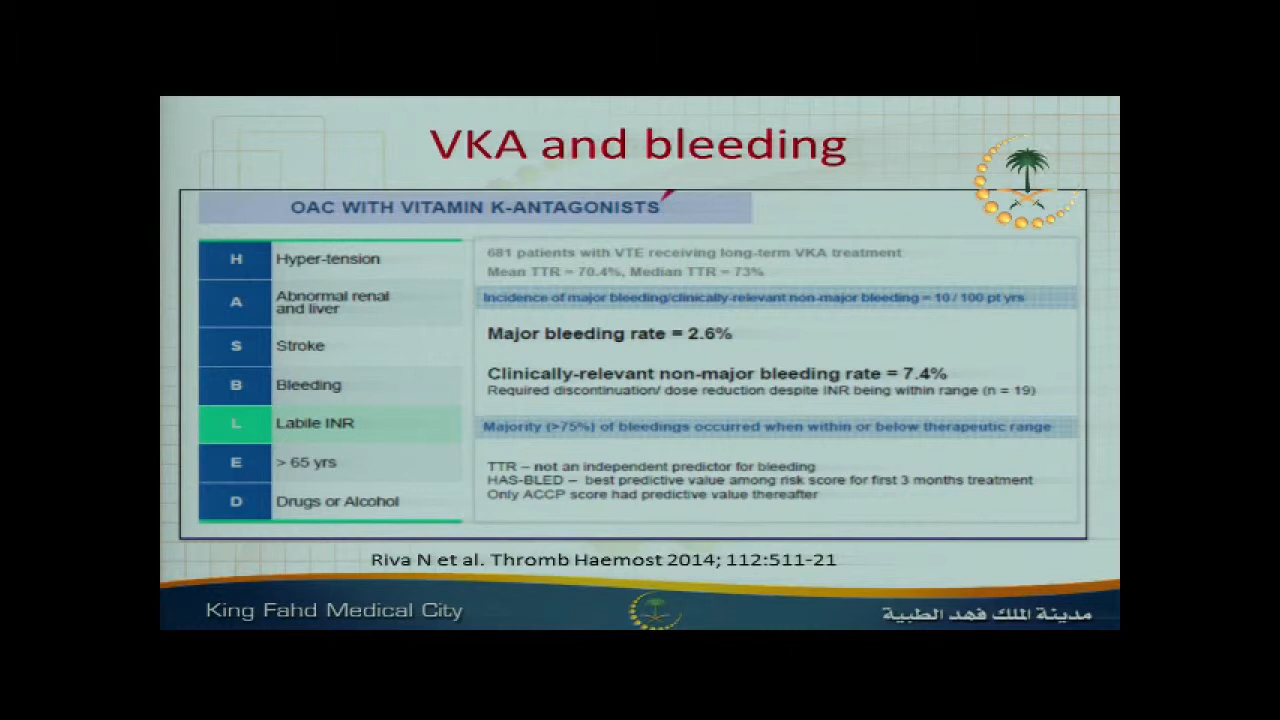 VKA and bleeding
OAC WITH VITAMIN K-ANTAGONISTS
H Hyper-tension
A Abnormal renal
and liver
S Stroke
B Bleeding
L Labile INR
E > 65 yrs
D Drugs or Alcohol
681 patients with VTE receiving long-term VKA treatment
Mean TTR = 70.4%, Median TTR = 73%
Incidence of major bleeding/clinically-relevant non-major bleeding = 10 / 100 pt yrs
Major bleeding rate = 2.6%
Clinically-relevant non-major bleeding rate = 7.4%
Required discontinuation/ dose reduction despite INR being within range (n = 19)
Majority (>75%) of bleedings occurred when within or below therapeutic range
TTR – not an independent predictor for bleeding
HAS-BLED – best predictive value among risk score for first 3 months treatment
Only ACCP score had predictive value thereafter
Riva N et al. Thromb Haemost 2014; 112:511-21
King Fahd Medical City
مدينة الملك فهد الطبية